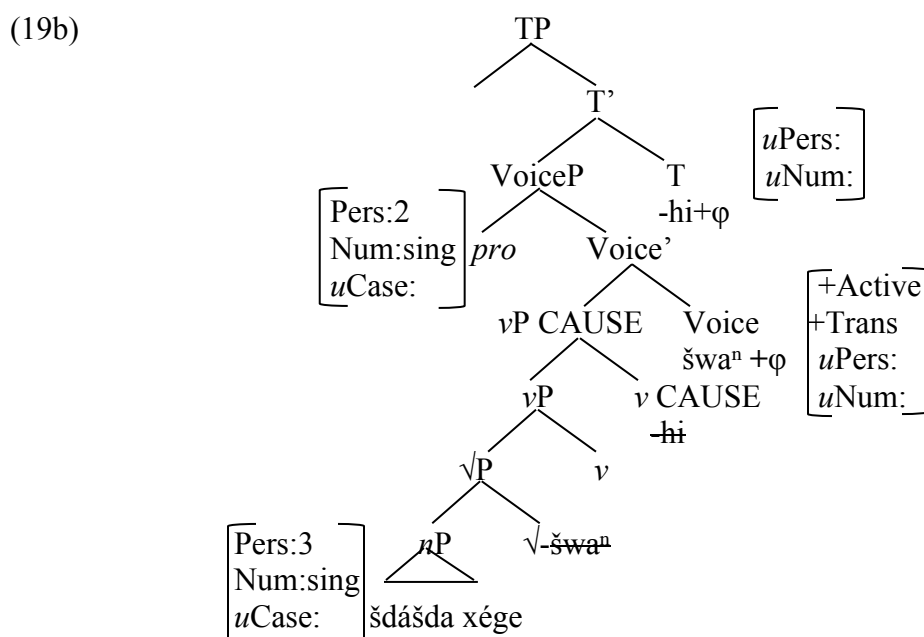 (19b)
TP
T’
[uPers:
uNum:]
VoiceP T
-hi+φ
[Pers:2
Num:sing
uCase:]
pro Voice’
[+Active
+Trans
uPers:
uNum:]
vP CAUSE Voice
šwaⁿ +φ
vP v CAUSE
-hi
√P v
[Pers:3
Num:sing
uCase:]
nP √-šwaⁿ
šdášda xége